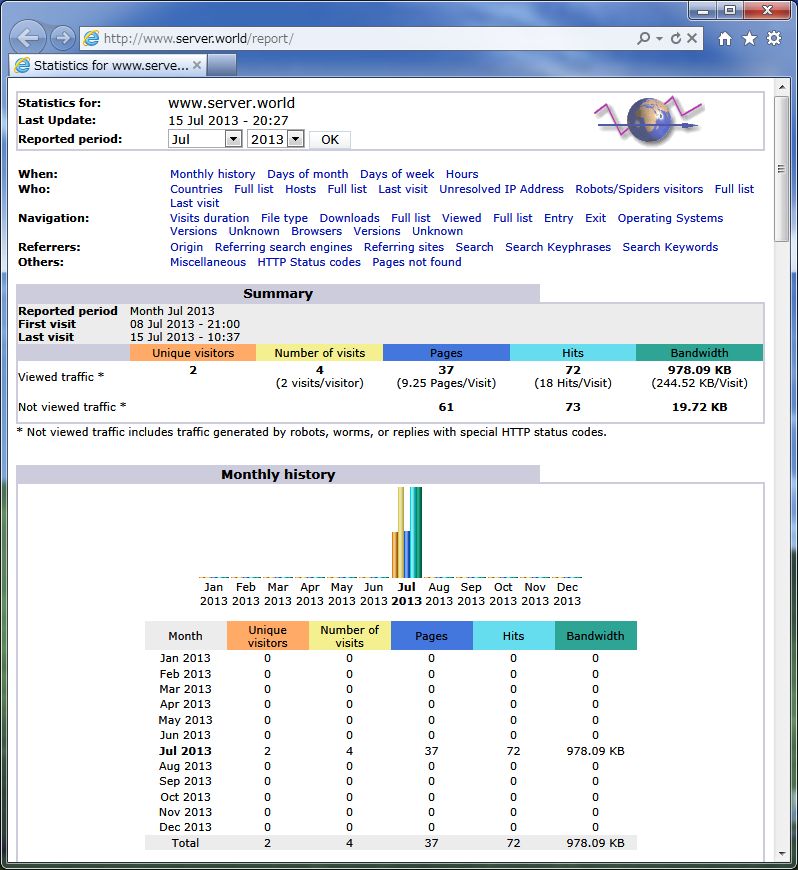 http://www.server.world/report/
Statistics for www.serve...
Statistics for: www.server.world
Last Update: 15 Jul 2013 - 20:27
Reported period: Jul 2013 OK
When: Monthly history Days of month Days of week Hours
Who: Countries Full list Hosts Full list Last visit Unresolved IP Address Robots/Spiders visitors Full list
Last visit
Navigation: Visits duration File type Downloads Full list Viewed Full list Entry Exit Operating Systems
Versions Unknown Browsers Versions Unknown
Referrers: Origin Referring search engines Referring sites Search Search Keyphrases Search Keywords
Others: Miscellaneous HTTP Status codes Pages not found
Summary
Reported period Month Jul 2013
First visit 08 Jul 2013 - 21:00
Last visit 15 Jul 2013 - 10:37
Unique visitors Number of visits Pages Hits Bandwidth
Viewed traffic * 2 4 37 72 978.09 KB
(2 visits/visitor) (9.25 Pages/Visit) (18 Hits/Visit) (244.52 KB/Visit)
Not viewed traffic * 61 73 19.72 KB
* Not viewed traffic includes traffic generated by robots, worms, or replies with special HTTP status codes.
Monthly history
Jan Feb Mar Apr May Jun Jul Aug Sep Oct Nov Dec
2013 2013 2013 2013 2013 2013 2013 2013 2013 2013 2013 2013
Month Unique visitors Number of visits Pages Hits Bandwidth
Jan 2013 0 0 0 0 0
Feb 2013 0 0 0 0 0
Mar 2013 0 0 0 0 0
Apr 2013 0 0 0 0 0
May 2013 0 0 0 0 0
Jun 2013 0 0 0 0 0
Jul 2013 2 4 37 72 978.09 KB
Aug 2013 0 0 0 0 0
Sep 2013 0 0 0 0 0
Oct 2013 0 0 0 0 0
Nov 2013 0 0 0 0 0
Dec 2013 0 0 0 0 0
Total 2 4 37 72 978.09 KB